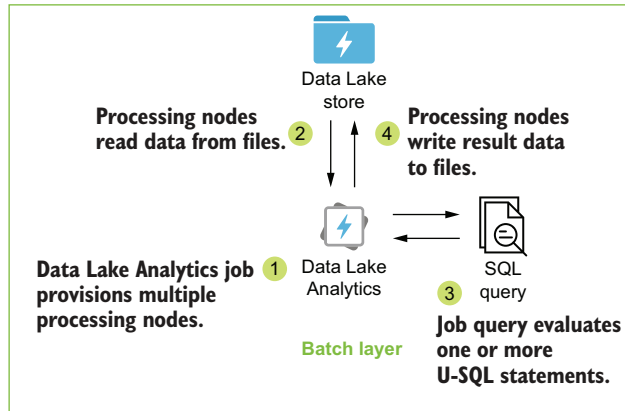 Data Lake
store
Processing nodes
read data from files.
2
4
Processing nodes
write result data
to files.
Data Lake Analytics job
provisions multiple
processing nodes.
1
Data Lake
Analytics
SQL
query
3
Job query evaluates
one or more
U-SQL statements.
Batch layer